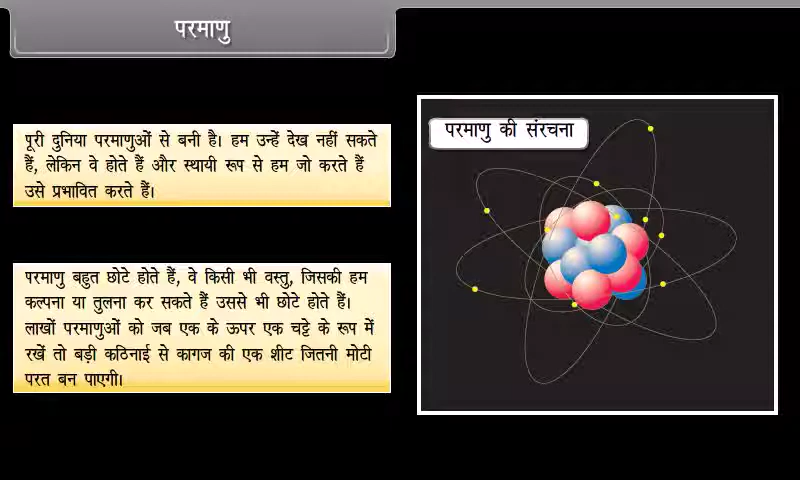 परमाणु
पूरी दुनिया परमाणुओं से बनी है। हम उन्हें देख नहीं सकते
हैं, लेकिन वे होते हैं और स्थायी रूप से हम जो करते हैं
उसे प्रभावित करते हैं।
परमाणु बहुत छोटे होते हैं, वे किसी भी वस्तु, जिसकी हम
कल्पना या तुलना कर सकते हैं उससे भी छोटे होते हैं।
लाखों परमाणुओं को जब एक के ऊपर एक चट्टे के रूप में
रखें तो बड़ी कठिनाई से कागज की एक शीट जितनी मोटी
परत बन पाएगी।
परमाणु की संरचना